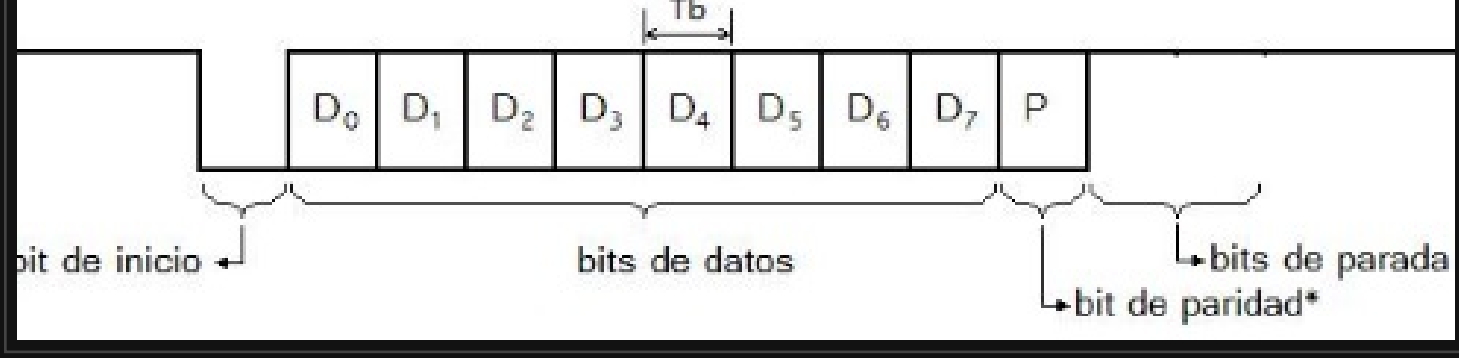 Tb
D₀ D₁ D₂ D₃ D₄ D₅ D₆ D₇ P
bit de inicio
bits de datos
bits de parada
bit de paridad*